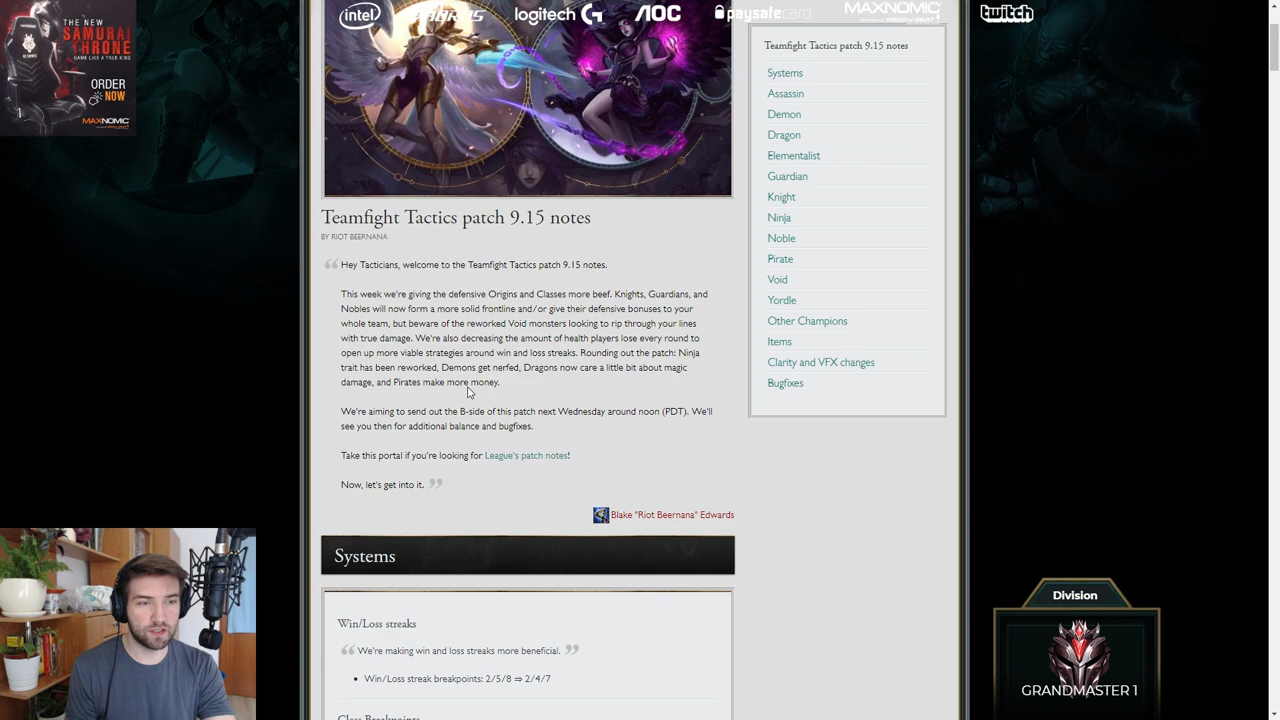 THE NEW
SAMURAI
THRONE
GAME LIKE A TRUE KING
ORDER
NOW
MAXNOMIC
intel
logitech G
AOC
paysafecard
MAXNOMIC
twitch
Teamfight Tactics patch 9.15 notes
Systems
Assassin
Demon
Dragon
Elementalist
Guardian
Knight
Ninja
Noble
Pirate
Void
Yordle
Other Champions
Items
Clarity and VFX changes
Bugfixes
Teamfight Tactics patch 9.15 notes
BY RIOT BEERNANA
Hey Tacticians, welcome to the Teamfight Tactics patch 9.15 notes.
This week we're giving the defensive Origins and Classes more beef. Knights, Guardians, and
Nobles will now form a more solid frontline and/or give their defensive bonuses to your
whole team, but beware of the reworked Void monsters looking to rip through your lines
with true damage. We're also decreasing the amount of health players lose every round to
open up more viable strategies around win and loss streaks. Rounding out the patch: Ninja
trait has been reworked, Demons get nerfed, Dragons now care a little bit about magic
damage, and Pirates make more money.
We're aiming to send out the B-side of this patch next Wednesday around noon (PDT). We'll
see you then for additional balance and bugfixes.
Take this portal if you're looking for League's patch notes!
Now, let's get into it.
Blake "Riot Beernana" Edwards
Systems
Win/Loss streaks
We're making win and loss streaks more beneficial.
• Win/Loss streak breakpoints: 2/5/8 ⇒ 2/4/7
Class Breakpoints
Division
GRANDMASTER 1